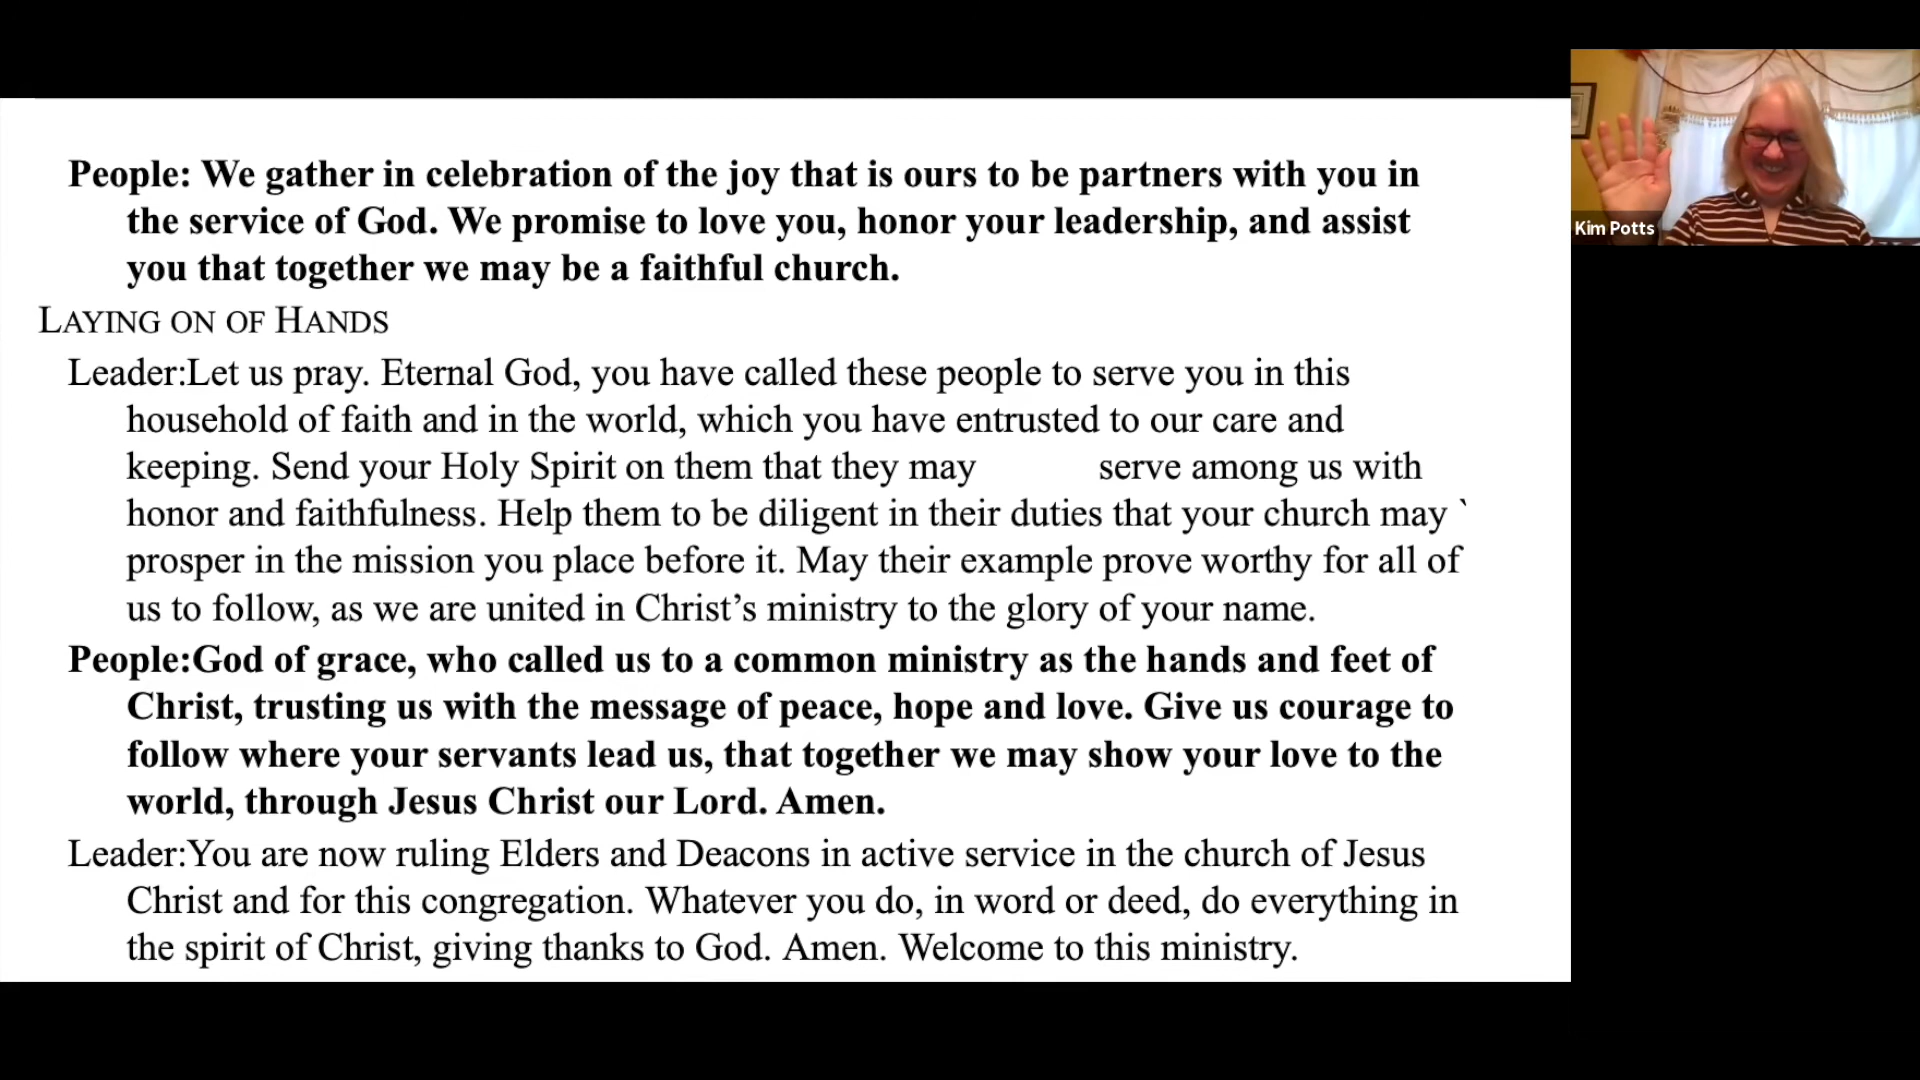 People: We gather in celebration of the joy that is ours to be partners with you in
the service of God. We promise to love you, honor your leadership, and assist
you that together we may be a faithful church.
LAYING ON OF HANDS
Leader:Let us pray. Eternal God, you have called these people to serve you in this
household of faith and in the world, which you have entrusted to our care and
keeping. Send your Holy Spirit on them that they may serve among us with
honor and faithfulness. Help them to be diligent in their duties that your church may `
prosper in the mission you place before it. May their example prove worthy for all of
us to follow, as we are united in Christ’s ministry to the glory of your name.
People:God of grace, who called us to a common ministry as the hands and feet of
Christ, trusting us with the message of peace, hope and love. Give us courage to
follow where your servants lead us, that together we may show your love to the
world, through Jesus Christ our Lord. Amen.
Leader:You are now ruling Elders and Deacons in active service in the church of Jesus
Christ and for this congregation. Whatever you do, in word or deed, do everything in
the spirit of Christ, giving thanks to God. Amen. Welcome to this ministry.
Kim Potts